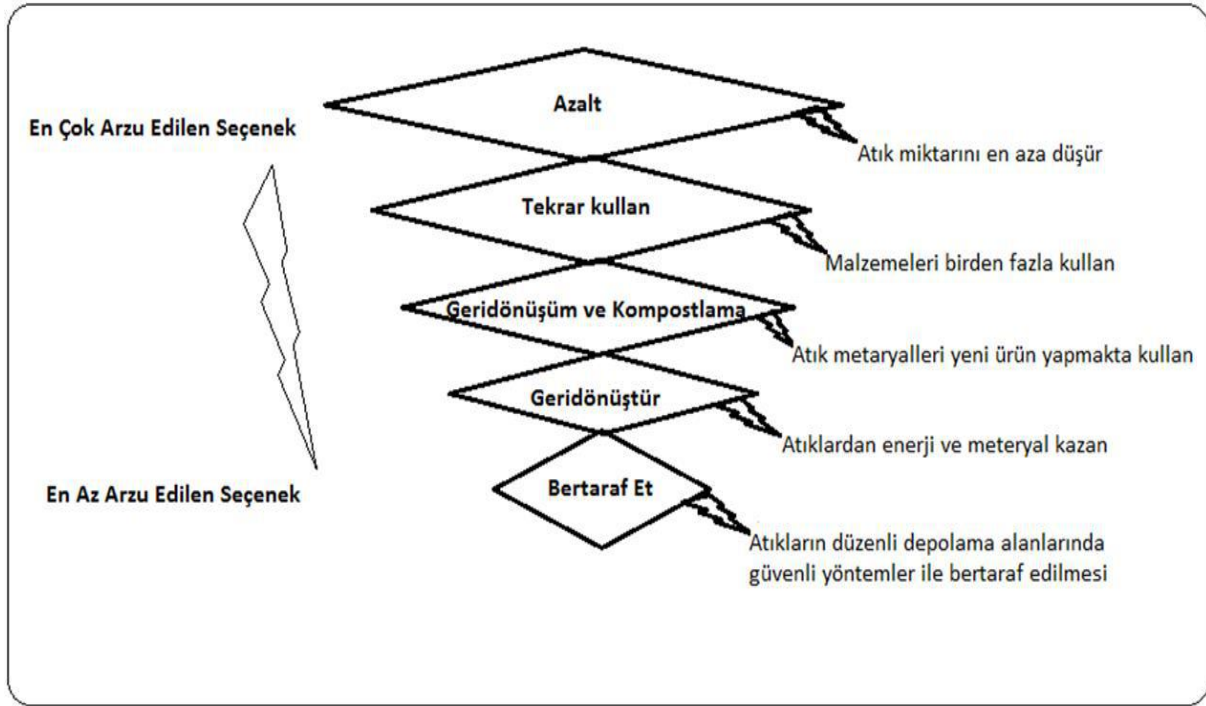 Azalt
En Çok Arzu Edilen Seçenek
Atık miktarını en aza düşür
Tekrar kullan
Malzemeleri birden fazla kullan
Geridönüşüm ve Kompostlama
Atık metaryalleri yeni ürün yapmakta kullan
Geridönüştür
Atıklardan enerji ve meteryal kazan
En Az Arzu Edilen Seçenek
Bertaraf Et
Atıkların düzenli depolama alanlarında
güvenli yöntemler ile bertaraf edilmesi